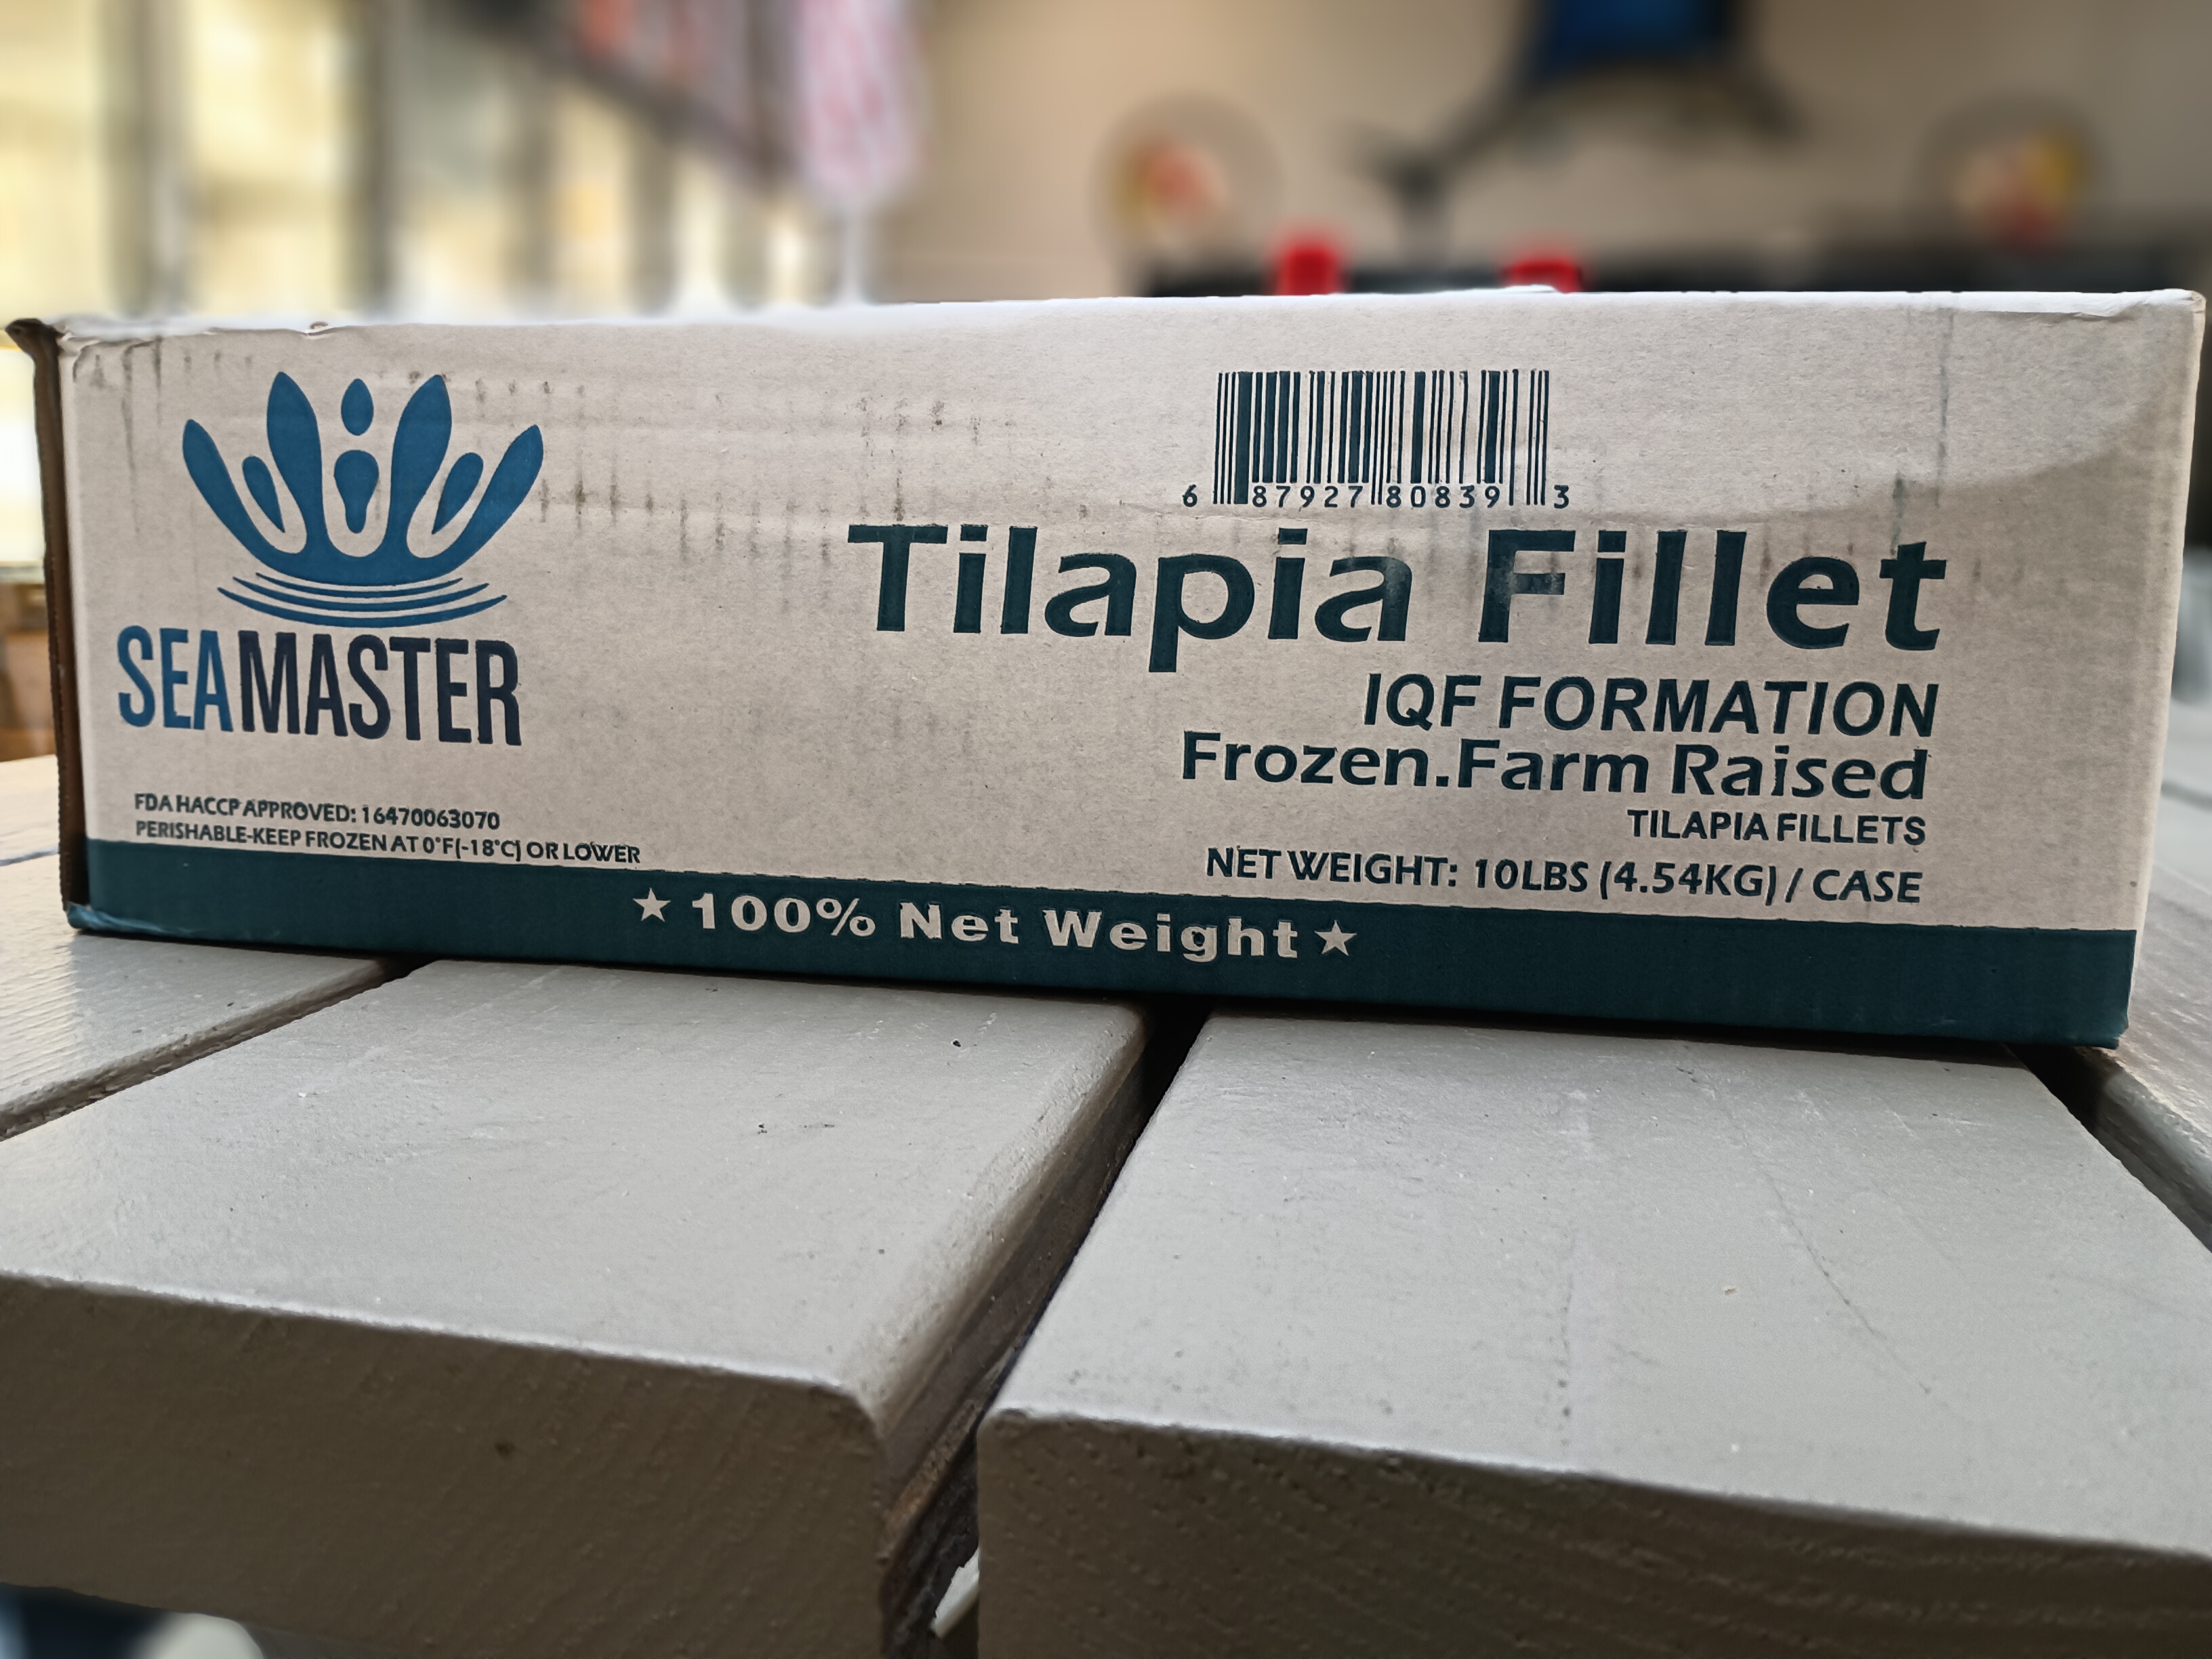 SEAMASTER
FDA HACCP APPROVED: 16470063070
PERISHABLE-KEEP FROZEN AT 0°F(-18°C) OR LOWER
6 87927 80839 3
Tilapia Fillet
IQF FORMATION
Frozen.Farm Raised
TILAPIA FILLETS
NET WEIGHT: 10LBS (4.54KG) / CASE
★ 100% Net Weight ★